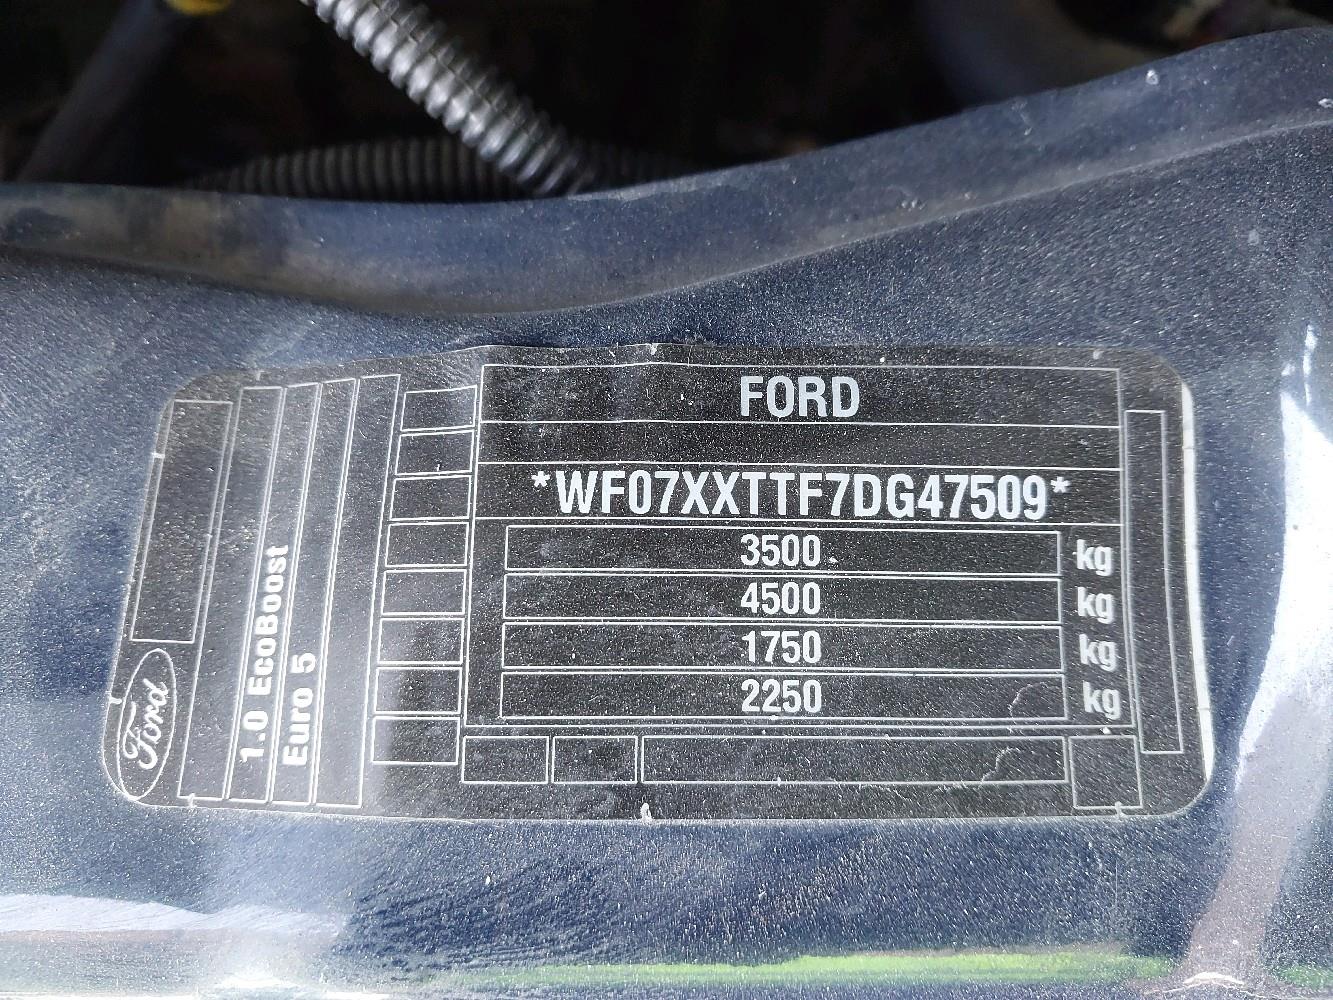 FORD
*WF07XXTTF7DG47509*
3500 kg
4500 kg
1750 kg
2250 kg
1.0 EcoBoost
Euro 5
Ford